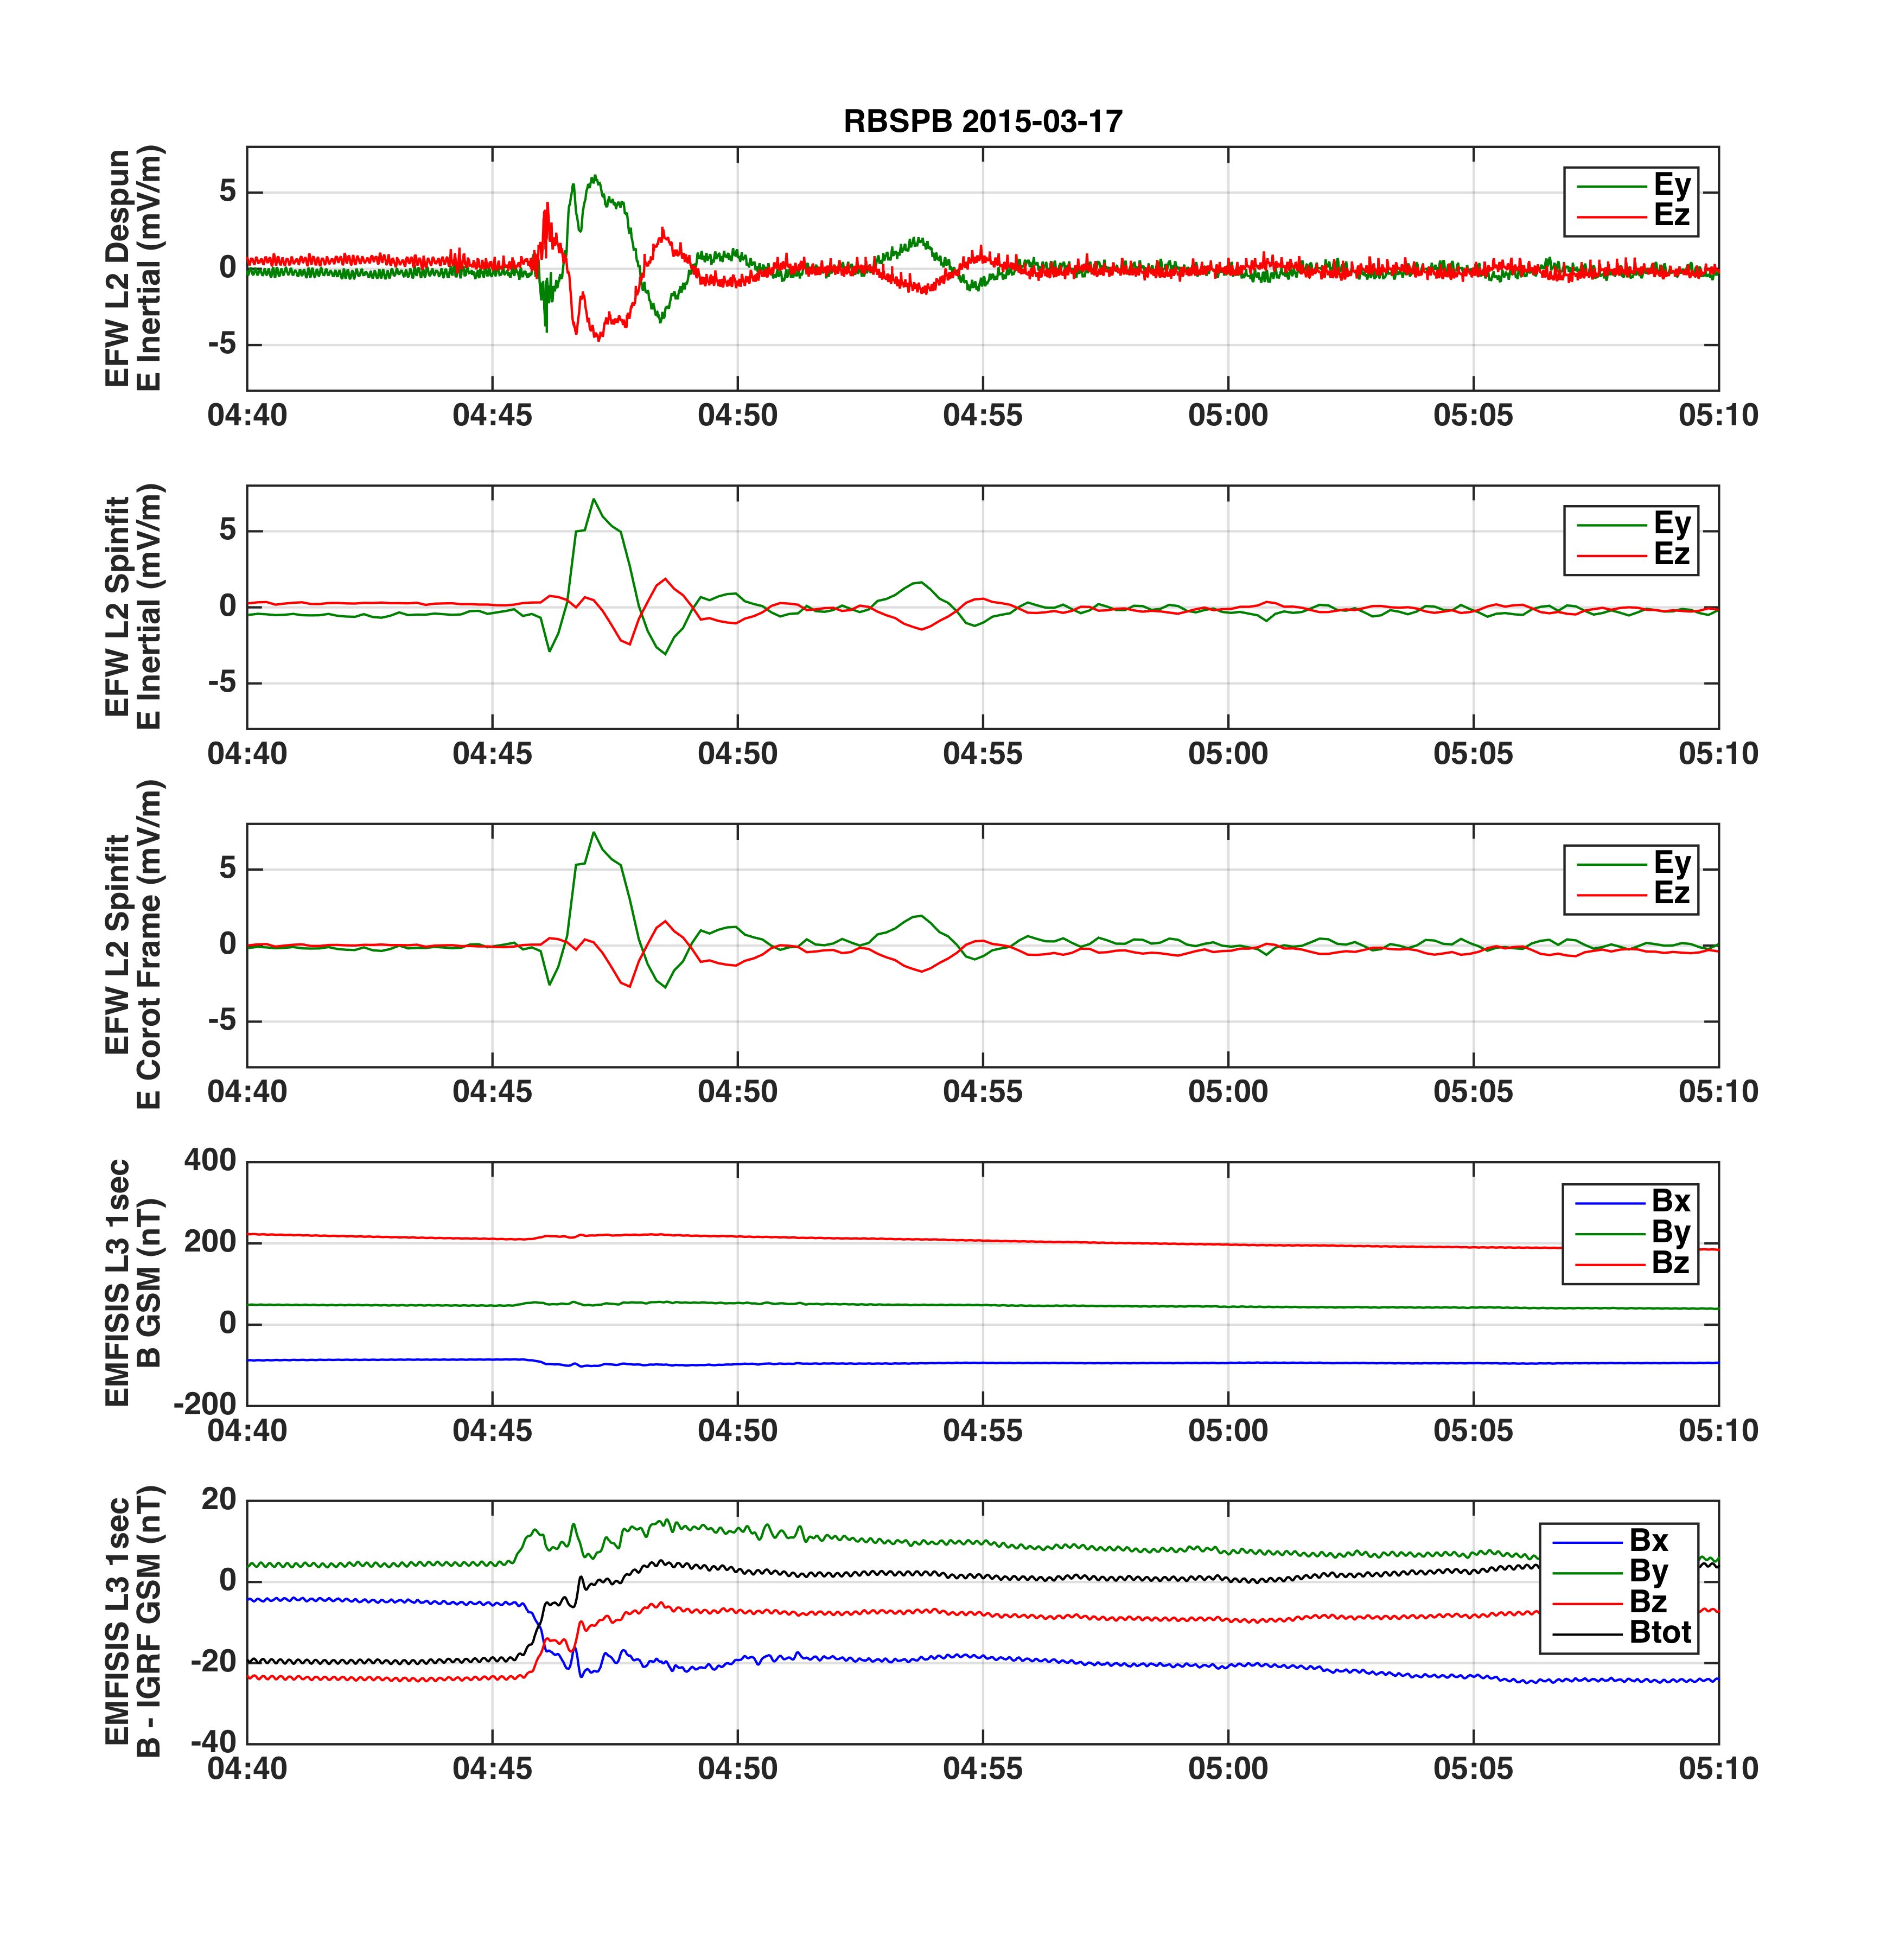 RBSPB 2015-03-17
EFW L2 Despun
E Inertial (mV/m)
5
0
-5
Ey
Ez
04:40 04:45 04:50 04:55 05:00 05:05 05:10
EFW L2 Spinfit
E Inertial (mV/m)
5
0
-5
Ey
Ez
04:40 04:45 04:50 04:55 05:00 05:05 05:10
EFW L2 Spinfit
E Corot Frame (mV/m)
5
0
-5
Ey
Ez
04:40 04:45 04:50 04:55 05:00 05:05 05:10
EMFISIS L3 1sec
B GSM (nT)
400
200
0
-200
Bx
By
Bz
04:40 04:45 04:50 04:55 05:00 05:05 05:10
EMFISIS L3 1sec
B - IGRF GSM (nT)
20
0
-20
-40
Bx
By
Bz
Btot
04:40 04:45 04:50 04:55 05:00 05:05 05:10